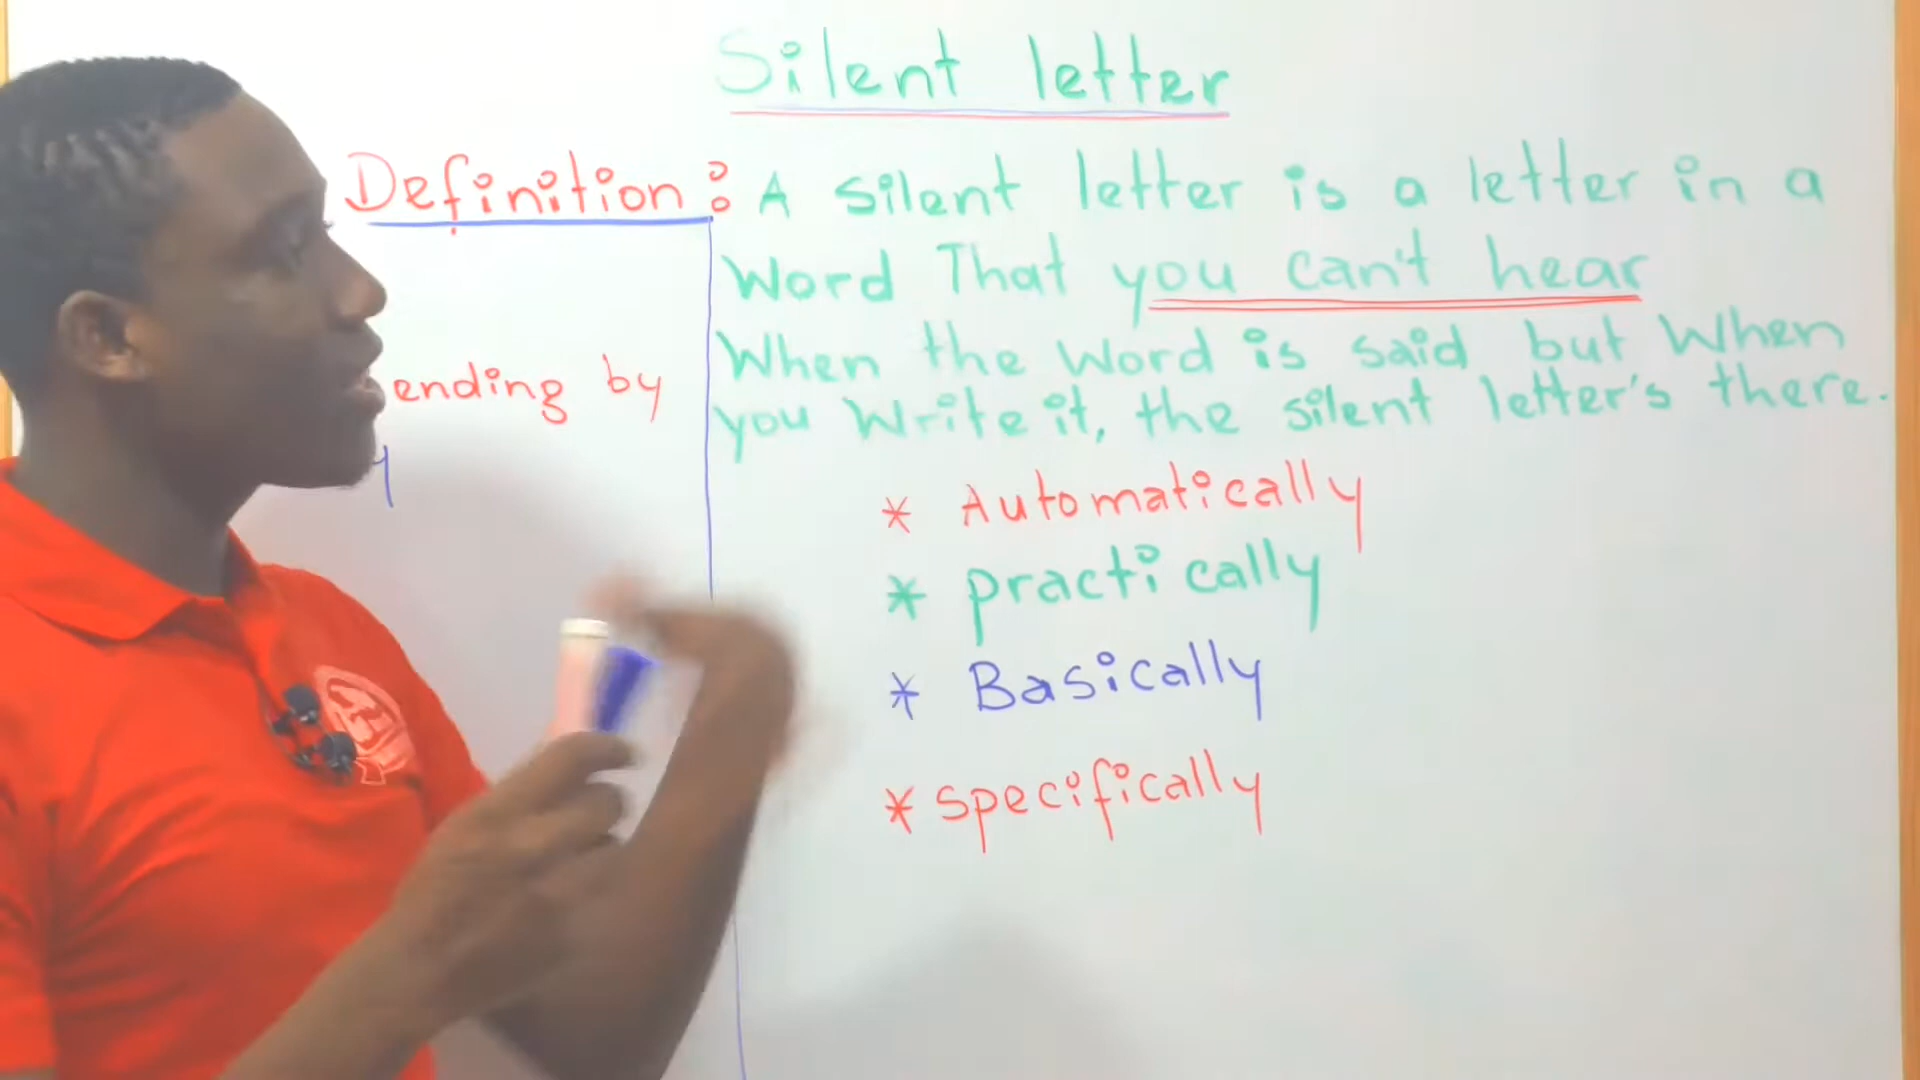 Silent letter
Definition : A silent letter is a letter in a
Word That you can't hear
When the Word is said but When
you Write it, the silent letter's there.
ending by
y
* Automatically
* practically
* Basically
* specifically